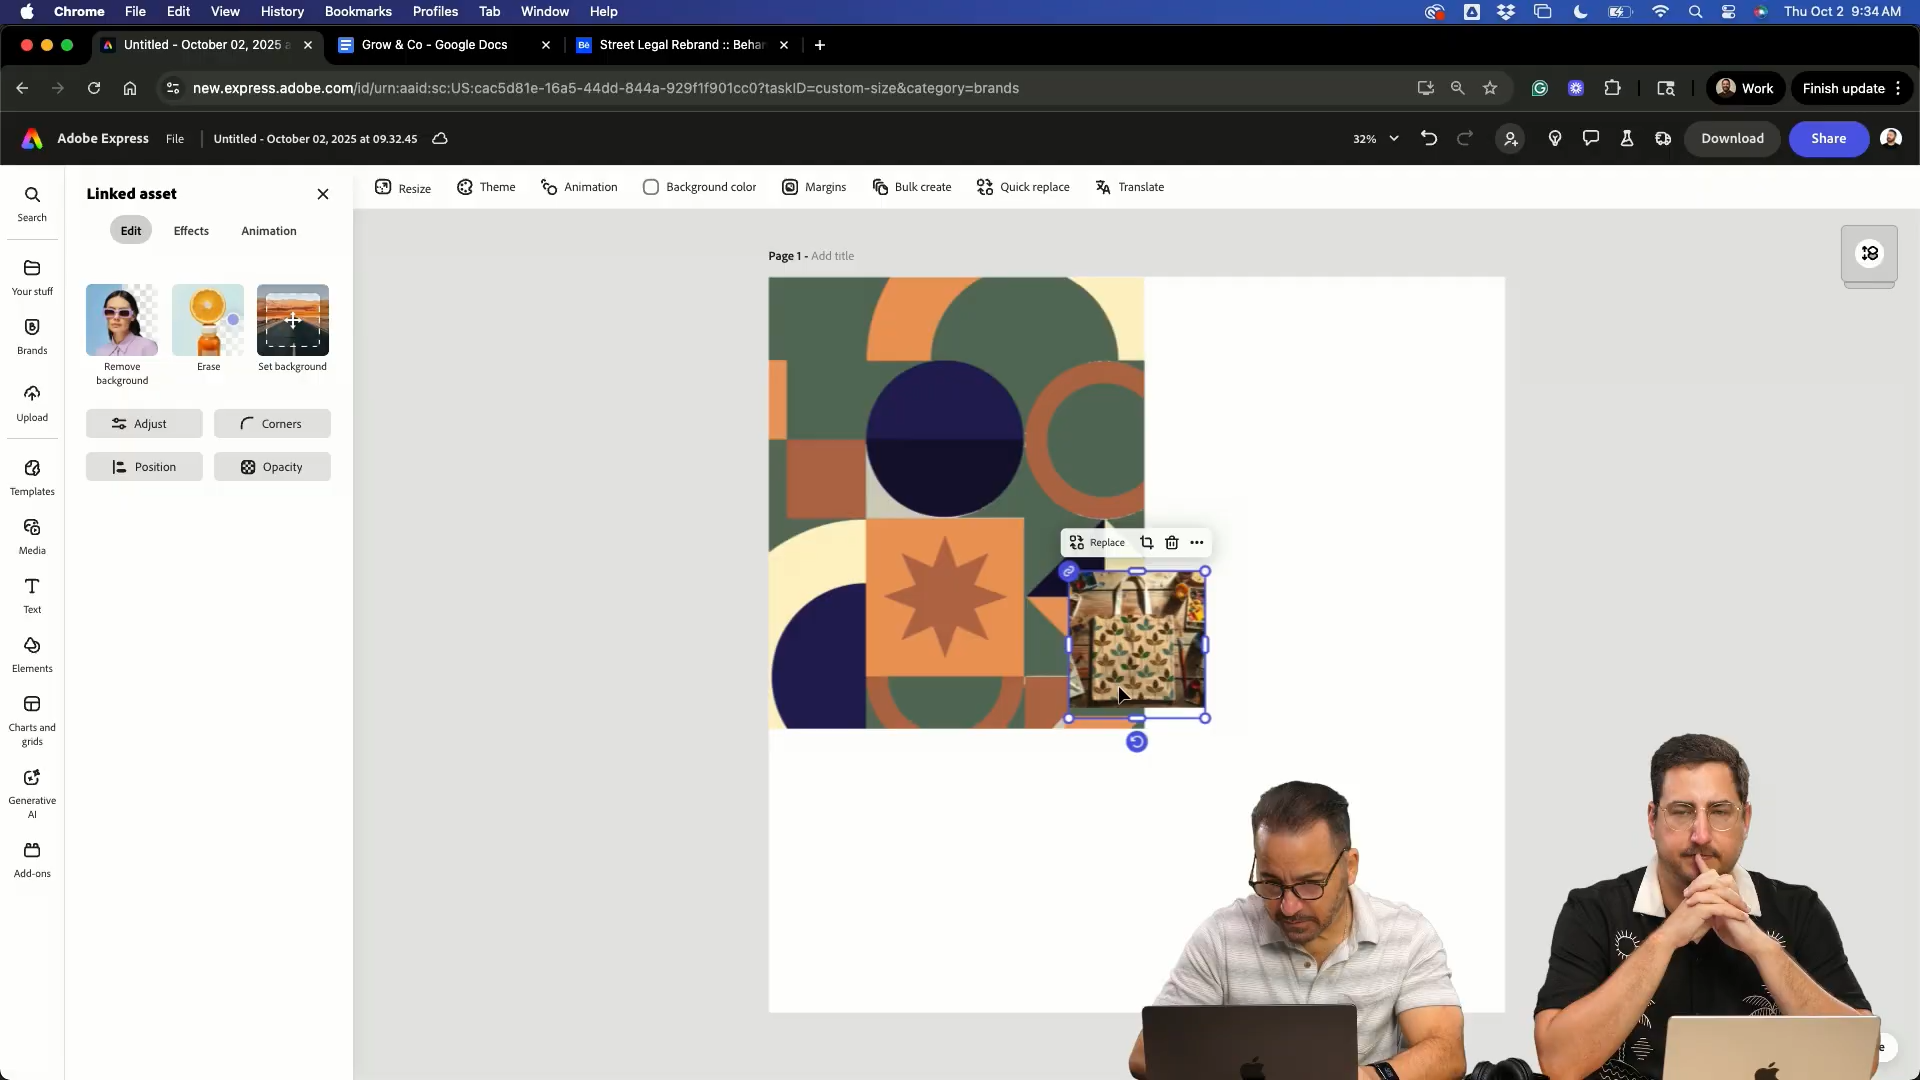 Chrome File Edit View History Bookmarks Profiles Tab Window Help Thu Oct 2 9:34 AM
Untitled - October 02, 2025 a Grow & Co - Google Docs Bē Street Legal Rebrand :: Beha
new.express.adobe.com/id/urn:aaid:sc:US:cac5d81e-16a5-44dd-844a-929f1f901cc0?taskID=custom-size&category=brands Work Finish update
Adobe Express File Untitled - October 02, 2025 at 09.32.45 32% Download Share
Linked asset
Resize Theme Animation Background color Margins Bulk create Quick replace Translate
Edit Effects Animation
Search
Your stuff
Brands
Upload
Templates
Media
Text
Elements
Charts and
grids
Generative
AI
Add-ons
Remove
background
Erase
Set background
Adjust Corners
Position Opacity
Page 1 - Add title
Replace